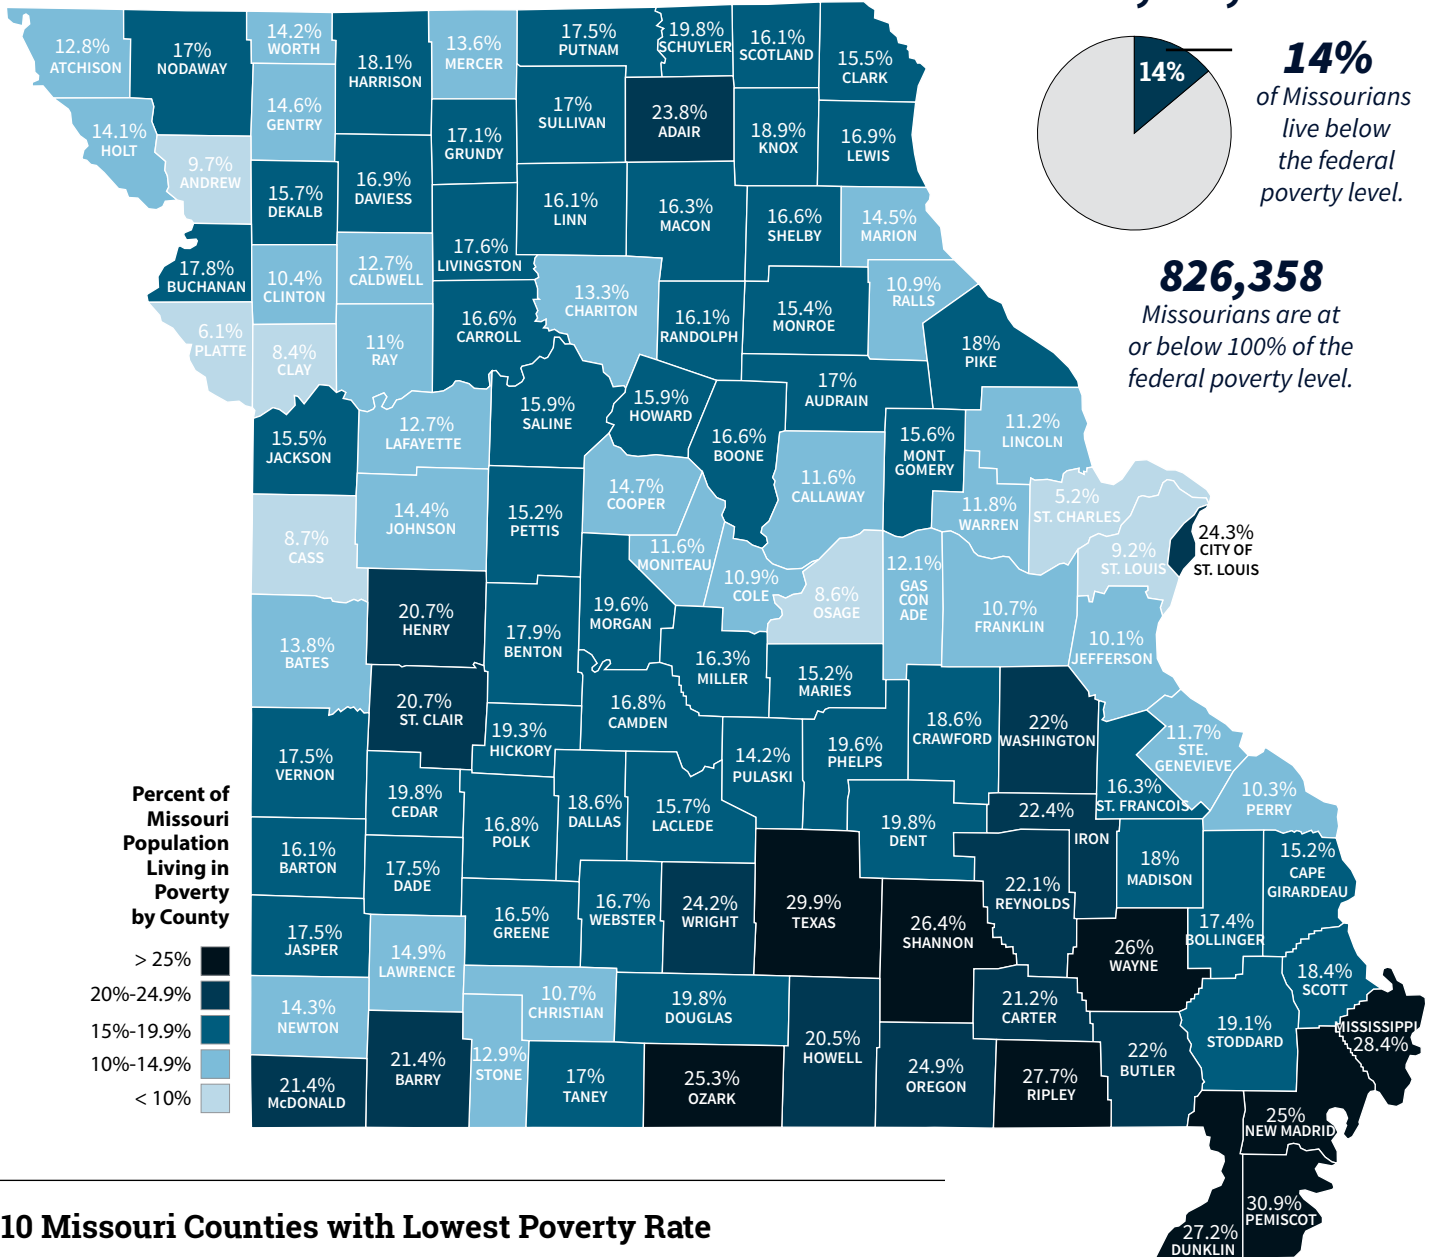 12.8%
ATCHISON
17%
NODAWAY
14.2%
WORTH
18.1%
HARRISON
13.6%
MERCER
17.5%
PUTNAM
19.8%
SCHUYLER
16.1%
SCOTLAND
15.5%
CLARK
14.1%
HOLT
9.7%
ANDREW
14.6%
GENTRY
15.7%
DEKALB
16.9%
DAVIESS
17.1%
GRUNDY
17%
SULLIVAN
23.8%
ADAIR
18.9%
KNOX
16.9%
LEWIS
17.8%
BUCHANAN
10.4%
CLINTON
12.7%
CALDWELL
17.6%
LIVINGSTON
16.1%
LINN
16.3%
MACON
16.6%
SHELBY
14.5%
MARION
6.1%
PLATTE
8.4%
CLAY
11%
RAY
16.6%
CARROLL
13.3%
CHARITON
16.1%
RANDOLPH
15.4%
MONROE
10.9%
RALLS
18%
PIKE
15.5%
JACKSON
12.7%
LAFAYETTE
15.9%
SALINE
15.9%
HOWARD
16.6%
BOONE
17%
AUDRAIN
15.6%
MONT
GOMERY
11.2%
LINCOLN
8.7%
CASS
14.4%
JOHNSON
15.2%
PETTIS
14.7%
COOPER
11.6%
MONITEAU
10.9%
COLE
11.6%
CALLAWAY
8.6%
OSAGE
12.1%
GAS
CON
ADE
11.8%
WARREN
5.2%
ST. CHARLES
9.2%
ST. LOUIS
24.3%
CITY OF
ST. LOUIS
10.7%
FRANKLIN
10.1%
JEFFERSON
13.8%
BATES
20.7%
HENRY
17.9%
BENTON
19.6%
MORGAN
16.3%
MILLER
15.2%
MARIES
20.7%
ST. CLAIR
19.3%
HICKORY
16.8%
CAMDEN
14.2%
PULASKI
19.6%
PHELPS
18.6%
CRAWFORD
22%
WASHINGTON
16.3%
ST. FRANCOIS
11.7%
STE.
GENEVIEVE
10.3%
PERRY
17.5%
VERNON
19.8%
CEDAR
16.8%
POLK
18.6%
DALLAS
15.7%
LACLEDE
19.8%
DENT
22.4%
IRON
22.1%
REYNOLDS
18%
MADISON
17.4%
BOLLINGER
15.2%
CAPE
GIRARDEAU
16.1%
BARTON
17.5%
DADE
16.5%
GREENE
16.7%
WEBSTER
24.2%
WRIGHT
29.9%
TEXAS
26.4%
SHANNON
26%
WAYNE
18.4%
SCOTT
17.5%
JASPER
14.9%
LAWRENCE
10.7%
CHRISTIAN
19.8%
DOUGLAS
20.5%
HOWELL
21.2%
CARTER
19.1%
STODDARD
MISSISSIPPI
28.4%
14.3%
NEWTON
21.4%
McDONALD
21.4%
BARRY
12.9%
STONE
17%
TANEY
25.3%
OZARK
24.9%
OREGON
27.7%
RIPLEY
22%
BUTLER
25%
NEW MADRID
30.9%
PEMISCOT
27.2%
DUNKLIN
14%
14%
of Missourians
live below
the federal
poverty level.
826,358
Missourians are at
or below 100% of the
federal poverty level.
Percent of
Missouri
Population
Living in
Poverty
by County
> 25%
20%-24.9%
15%-19.9%
10%-14.9%
< 10%
10 Missouri Counties with Lowest Poverty Rate